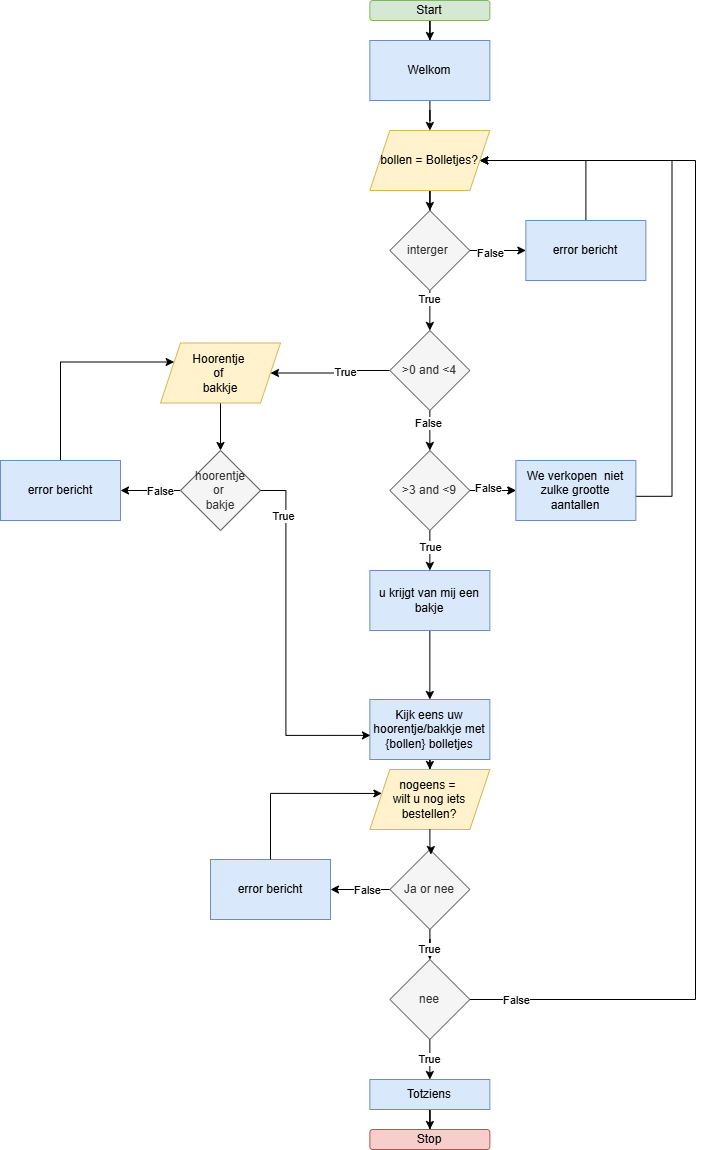 Start
Welkom
bollen = Bolletjes?
interger
False
error bericht
True
>0 and <4
True
Hoorentje
of
bakkje
False
hoorentje
or
bakje
False
error bericht
True
>3 and <9
False
We verkopen niet
zulke grootte
aantallen
True
u krijgt van mij een
bakje
Kijk eens uw
hoorentje/bakkje met
{bollen} bolletjes
nogeens =
wilt u nog iets
bestellen?
Ja or nee
False
error bericht
True
nee
False
True
Totziens
Stop